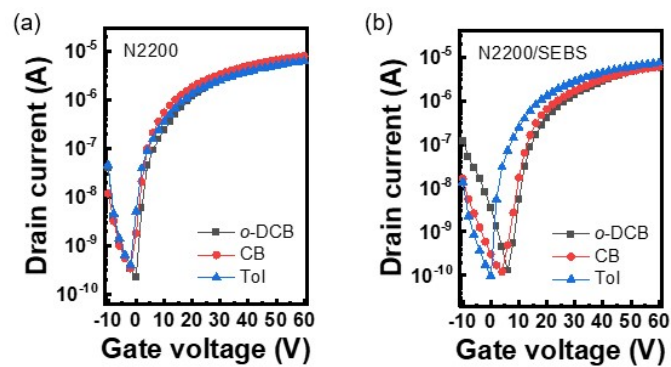 (a)
N2200
10⁻⁵
10⁻⁶
10⁻⁷
10⁻⁸
10⁻⁹
10⁻¹⁰
Drain current (A)
o-DCB
CB
Tol
-10 0 10 20 30 40 50 60
Gate voltage (V)
(b)
N2200/SEBS
10⁻⁵
10⁻⁶
10⁻⁷
10⁻⁸
10⁻⁹
10⁻¹⁰
Drain current (A)
o-DCB
CB
Tol
-10 0 10 20 30 40 50 60
Gate voltage (V)